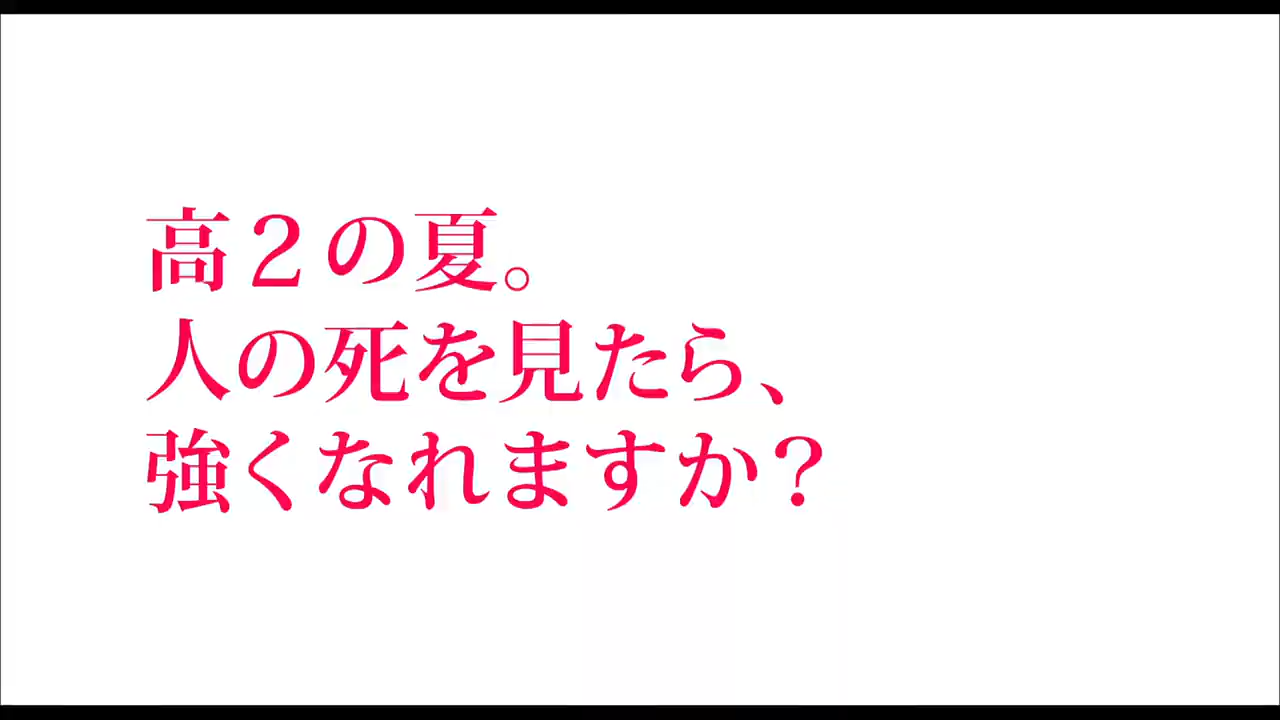 高２の夏。
人の死を見たら、
強くなれますか？